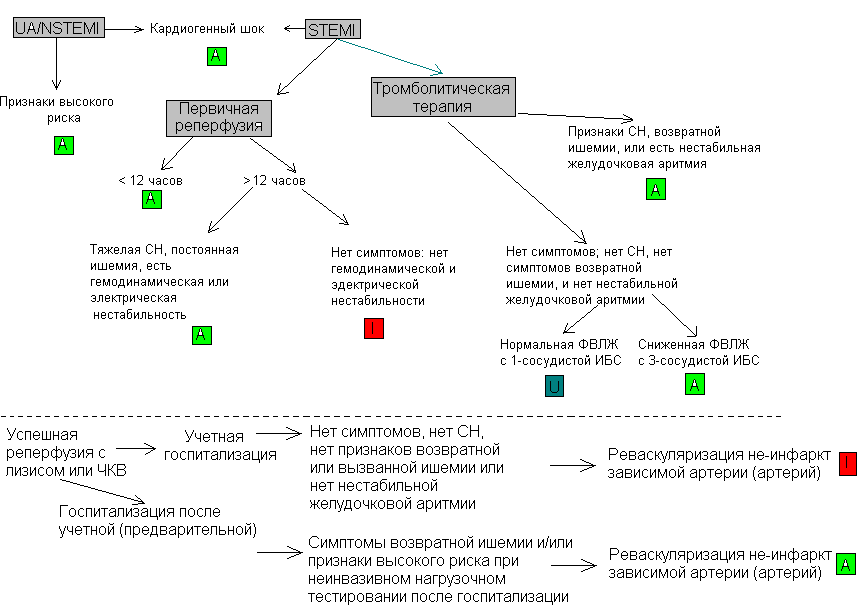 UA/NSTEMI
Кардиогенный шок
STEMI
A
Признаки высокого
риска
A
Первичная
реперфузия
Тромболитическая
терапия
Признаки СН, возвратной
ишемии, или есть нестабильная
желудочковая аритмия
A
< 12 часов
A
>12 часов
Тяжелая СН, постоянная
ишемия, есть
гемодинамическая или
электрическая
нестабильность
A
Нет симптомов: нет
гемодинамической и
эдектрической
нестабильности
I
Нет симптомов; нет СН, нет
симптомов возвратной
ишемии, и нет нестабильной
желудочковой аритмии
Нормальная ФВЛЖ
с 1-сосудистой ИБС
U
Сниженная ФВЛЖ
с 3-сосудистой ИБС
A
Успешная
реперфузия с
лизисом или ЧКВ
Учетная
госпитализация
Нет симптомов, нет СН,
нет признаков возвратной
или вызванной ишемии или
нет нестабильной
желудочковой аритмии
Реваскуляризация не-инфаркт
зависимой артерии (артерий)
I
Госпитализация после
учетной (предварительной)
Симптомы возвратной ишемии и/или
признаки высокого риска при
неинвазивном нагрузочном
тестировании после госпитализации
Реваскуляризация не-инфаркт
зависимой артерии (артерий)
A